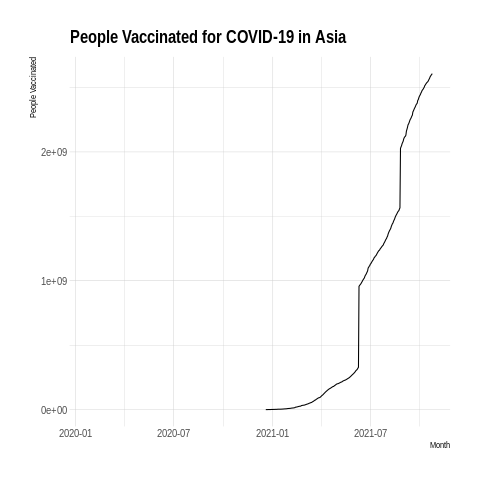 People Vaccinated for COVID-19 in Asia
People Vaccinated
2e+09
1e+09
0e+00
2020-01 2020-07 2021-01 2021-07
Month